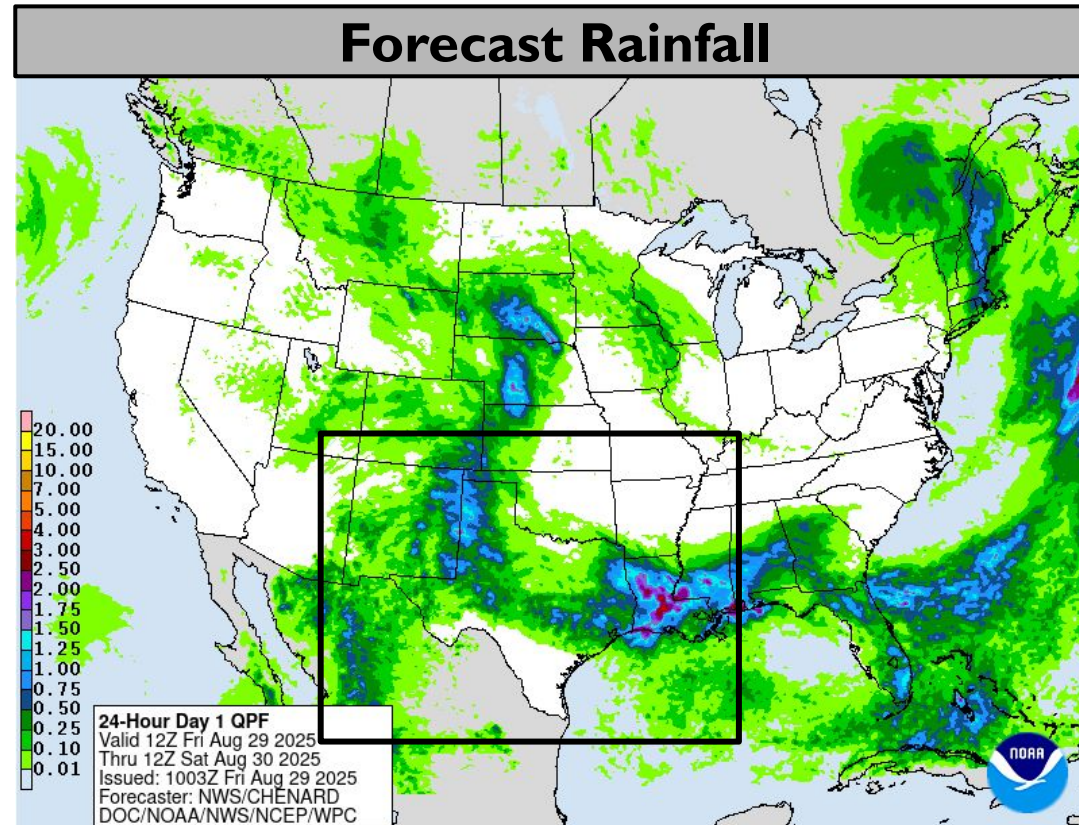 Forecast Rainfall
20.00
15.00
10.00
7.00
5.00
4.00
3.00
2.50
2.00
1.75
1.50
1.25
1.00
0.75
0.50
0.25
0.10
0.01
24-Hour Day 1 QPF
Valid 12Z Fri Aug 29 2025
Thru 12Z Sat Aug 30 2025
Issued: 1003Z Fri Aug 29 2025
Forecaster: NWS/CHENARD
DOC/NOAA/NWS/NCEP/WPC
NOAA